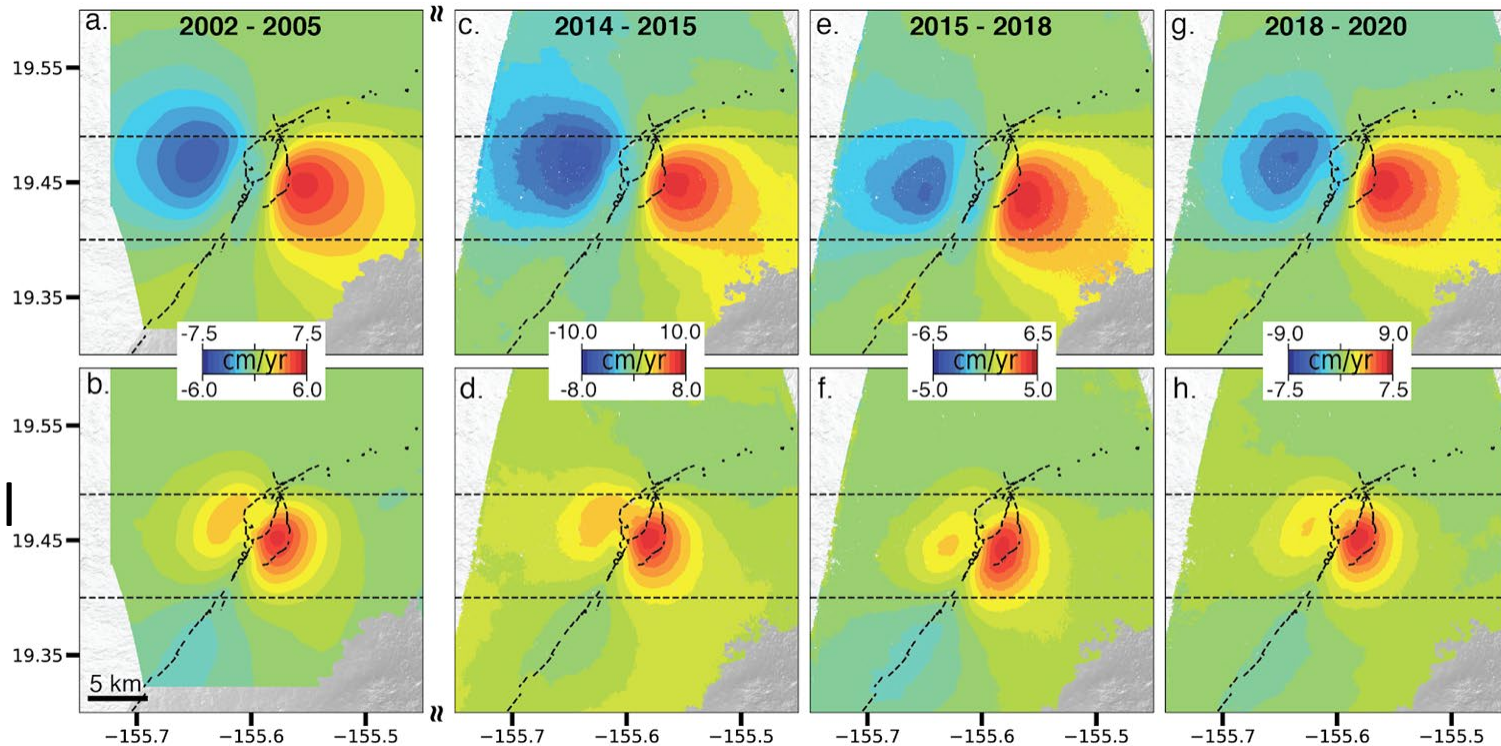 a. 2002 - 2005
c. 2014 - 2015
e. 2015 - 2018
g. 2018 - 2020
19.55
19.45
19.35
-7.5 7.5
cm/yr
-6.0 6.0
-10.0 10.0
cm/yr
-8.0 8.0
-6.5 6.5
cm/yr
-5.0 5.0
-9.0 9.0
cm/yr
-7.5 7.5
b.
d.
f.
h.
19.55
19.45
19.35
5 km
−155.7 −155.6 −155.5
−155.7 −155.6 −155.5
−155.7 −155.6 −155.5
−155.7 −155.6 −155.5